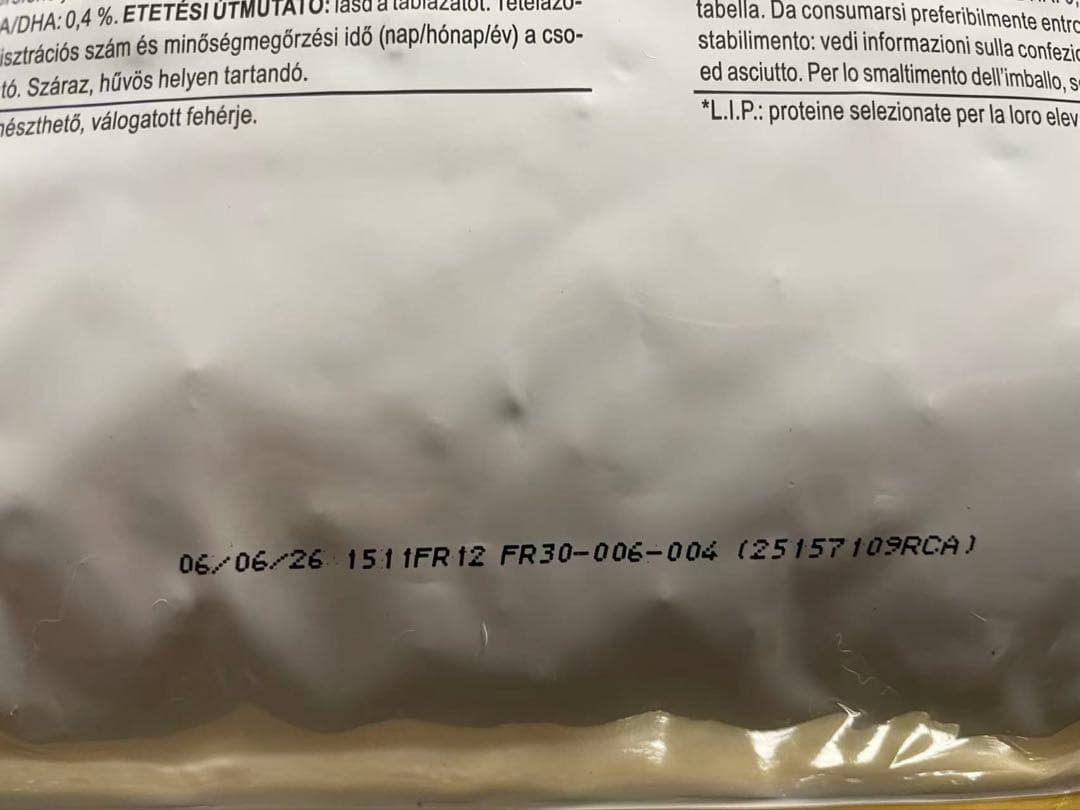 A/DHA: 0,4 %. ETETÉSI ÚTMUTATÓ: lásd a táblázatot. Tételazo-
isztrációs szám és minőségmegőrzési idő (nap/hónap/év) a cso-
tó. Száraz, hűvös helyen tartandó.
észthető, válogatott fehérje.
tabella. Da consumarsi preferibilmente entro
stabilimento: vedi informazioni sulla confezio
ed asciutto. Per lo smaltimento dell'imballo, s
*L.I.P.: proteine selezionate per la loro elev
06/06/26 1511FR12 FR30-006-004 (25157109RCA)